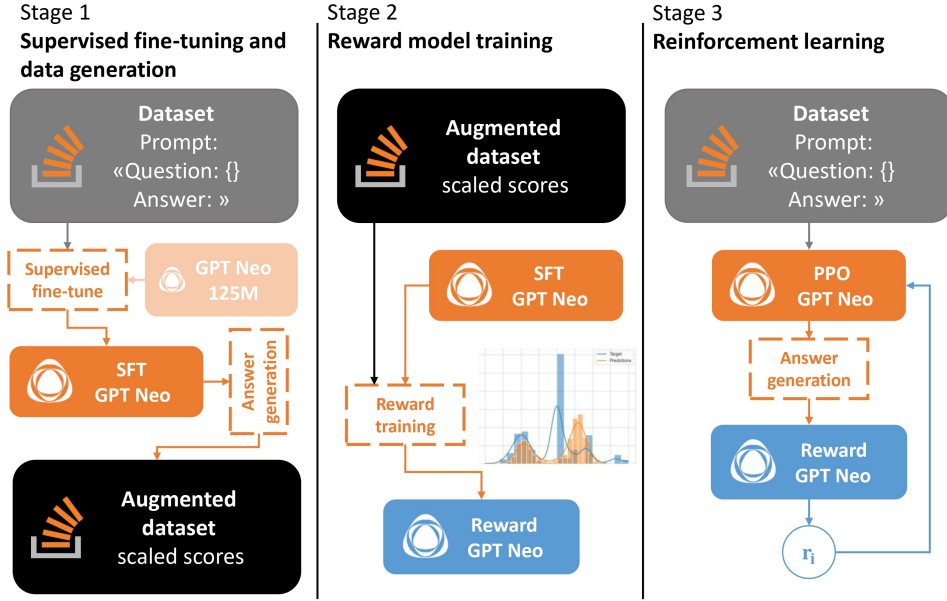 Stage 1
Supervised fine-tuning and
data generation
Dataset
Prompt:
«Question: {}
Answer: »
Supervised
fine-tune
GPT Neo
125M
SFT
GPT Neo
Answer
generation
Augmented
dataset
scaled scores
Stage 2
Reward model training
Augmented
dataset
scaled scores
SFT
GPT Neo
Target
Predictions
Reward
training
Reward
GPT Neo
Stage 3
Reinforcement learning
Dataset
Prompt:
«Question: {}
Answer: »
PPO
GPT Neo
Answer
generation
Reward
GPT Neo
ri